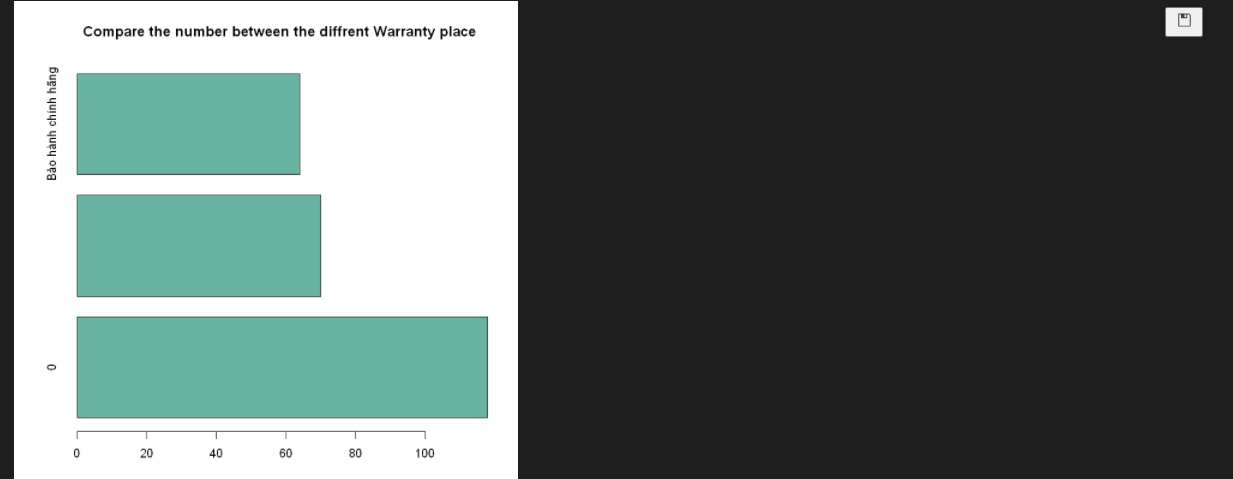 Compare the number between the diffrent Warranty place
Bảo hành chính hãng
0
0 20 40 60 80 100